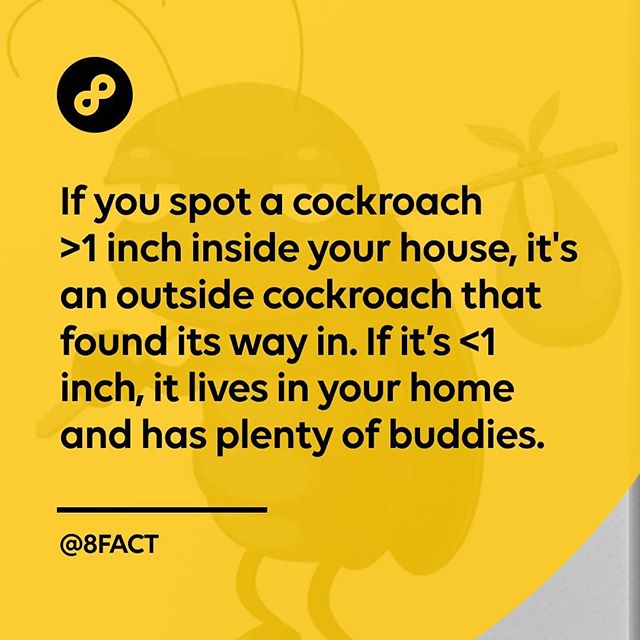 If you spot a cockroach
>1 inch inside your house, it's
an outside cockroach that
found its way in. If it’s <1
inch, it lives in your home
and has plenty of buddies.
@8FACT